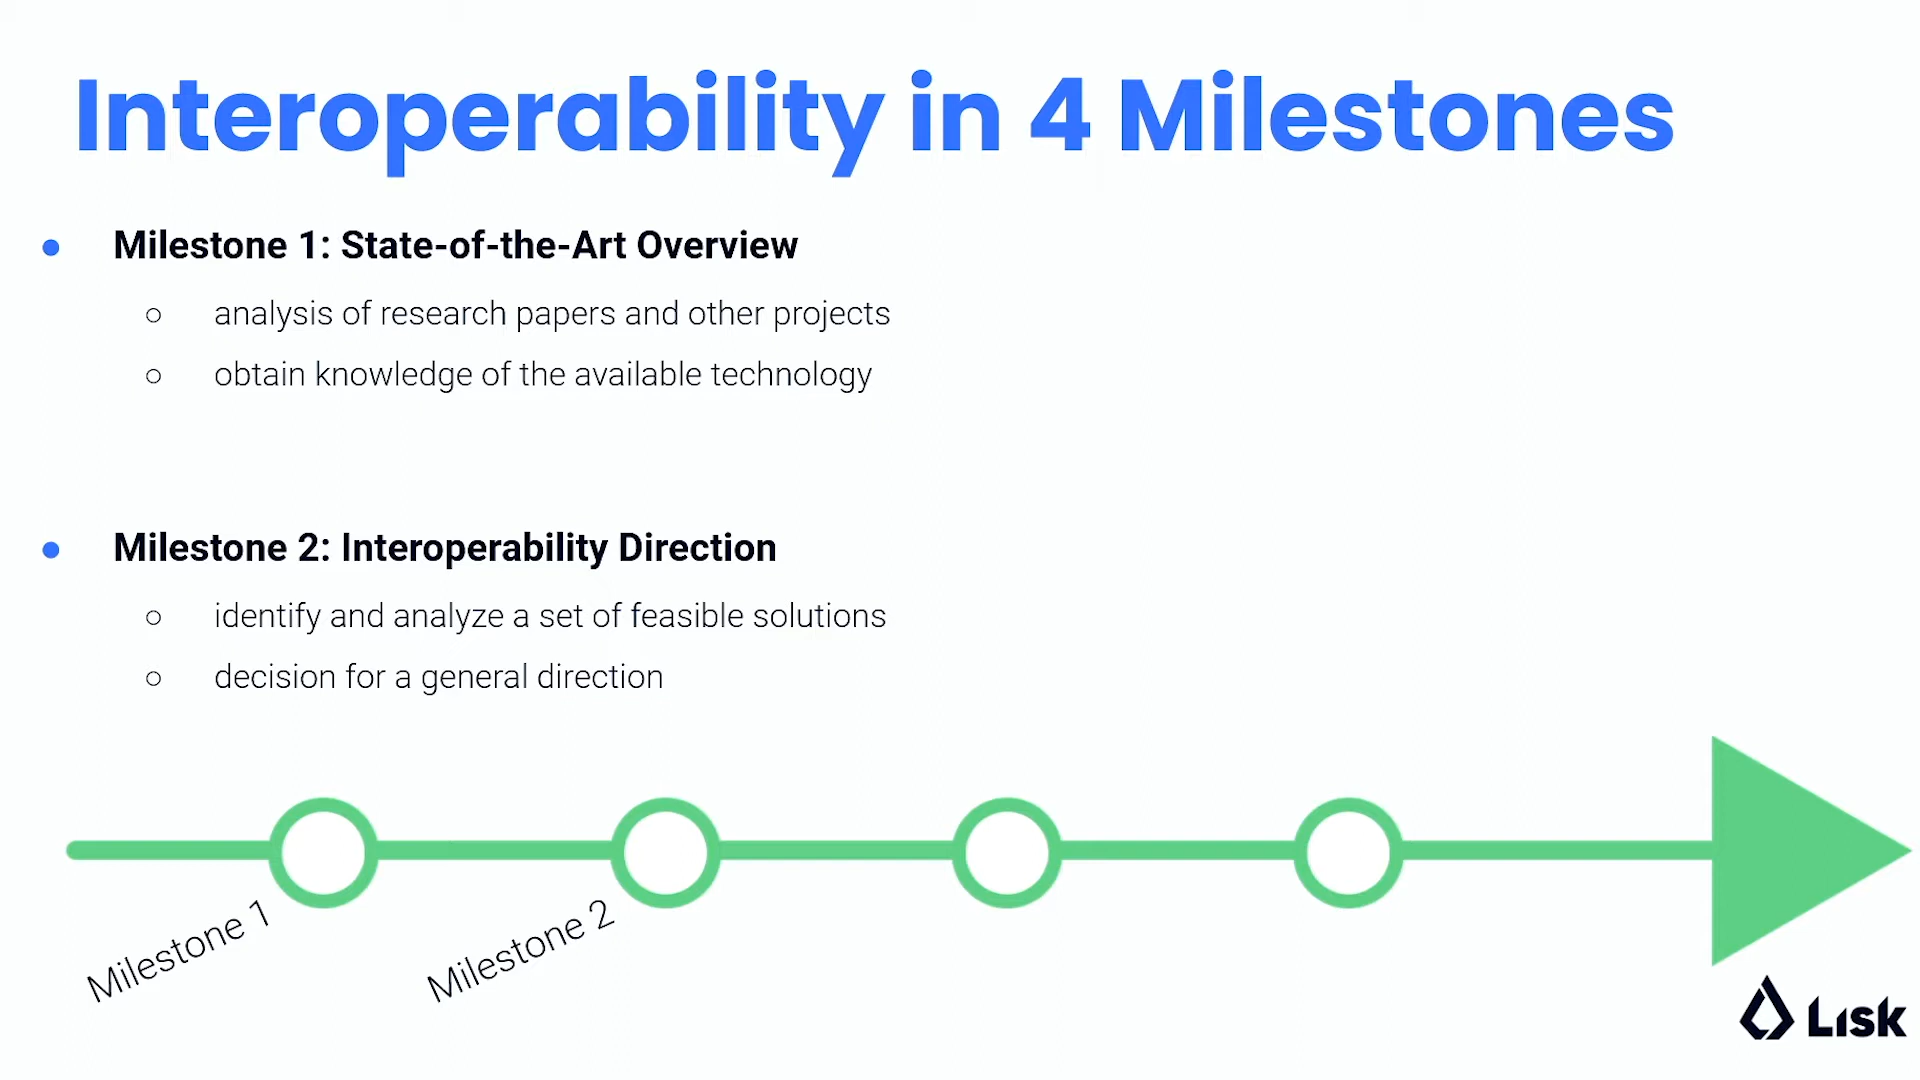 Interoperability in 4 Milestones
Milestone 1: State-of-the-Art Overview
analysis of research papers and other projects
obtain knowledge of the available technology
Milestone 2: Interoperability Direction
identify and analyze a set of feasible solutions
decision for a general direction
Milestone 1
Milestone 2
Lisk